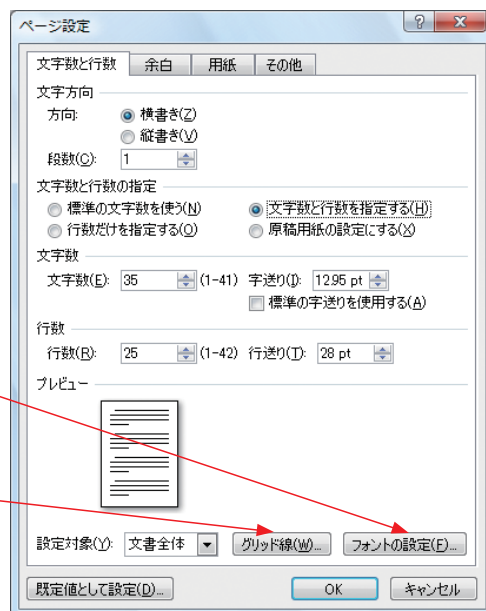 ページ設定
文字数と行数 余白 用紙 その他
文字方向
方向: 横書き(Z)
縦書き(V)
段数(C): 1
文字数と行数の指定
標準の文字数を使う(N) 文字数と行数を指定する(H)
行数だけを指定する(O) 原稿用紙の設定にする(X)
文字数
文字数(E): 35 (1-41) 字送り(I): 12.95 pt
標準の字送りを使用する(A)
行数
行数(R): 25 (1-42) 行送り(T): 28 pt
プレビュー
設定対象(Y): 文書全体 グリッド線(W)... フォントの設定(F)...
既定値として設定(D)... OK キャンセル